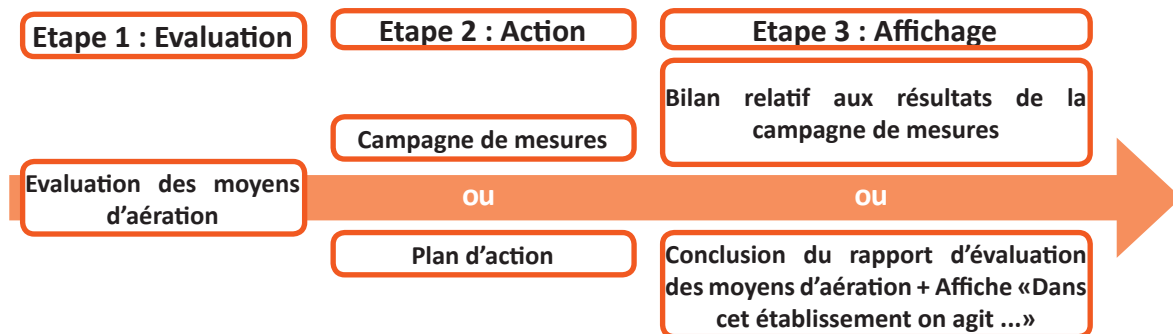 Etape 1 : Evaluation
Etape 2 : Action
Etape 3 : Affichage
Evaluation des moyens
d'aération
Campagne de mesures
ou
Plan d'action
Bilan relatif aux résultats de la
campagne de mesures
ou
Conclusion du rapport d'évaluation
des moyens d'aération + Affiche «Dans
cet établissement on agit ...»